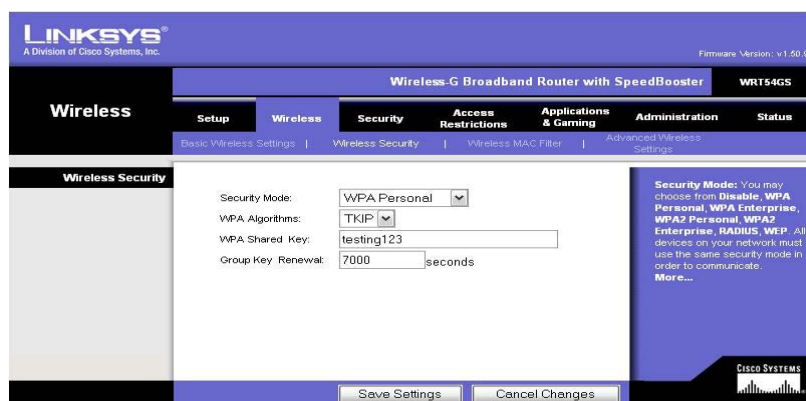 LINKSYS®
A Division of Cisco Systems, Inc.
Firmware Version: v1.50.9
Wireless-G Broadband Router with SpeedBooster WRT54GS
Wireless
Setup Wireless Security Access Restrictions Applications & Gaming Administration Status
Basic Wireless Settings | Wireless Security | Wireless MAC Filter | Advanced Wireless Settings
Wireless Security
Security Mode: WPA Personal
WPA Algorithms: TKIP
WPA Shared Key: testing123
Group Key Renewal: 7000 seconds
Security Mode: You may
choose from Disable, WPA
Personal, WPA Enterprise,
WPA2 Personal, WPA2
Enterprise, RADIUS, WEP. All
devices on your network must
use the same security mode in
order to communicate.
More...
CISCO SYSTEMS
Save Settings Cancel Changes